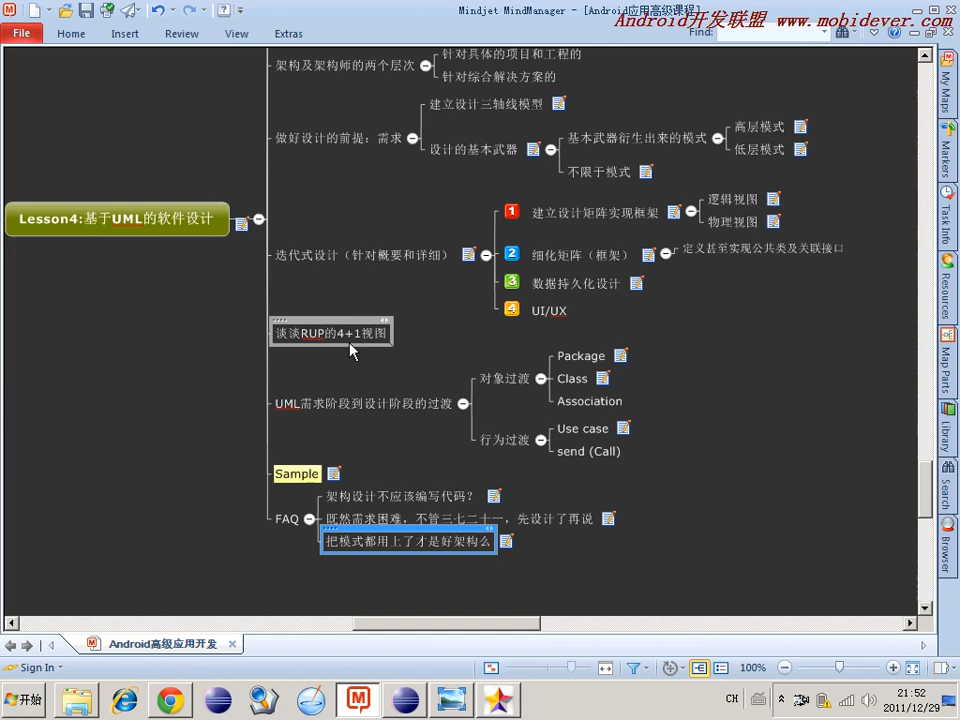 Mindjet MindManager - [Android应用高级课程]
Android开发联盟 www.mobidever.com
File Home Insert Review View Extras Find:
架构及架构师的两个层次
针对具体的项目和工程的
针对综合解决方案的
做好设计的前提：需求
建立设计三轴线模型
设计的基本武器
基本武器衍生出来的模式
高层模式
低层模式
不限于模式
Lesson4:基于UML的软件设计
迭代式设计（针对概要和详细）
1 建立设计矩阵实现框架
逻辑视图
物理视图
2 细化矩阵（框架）
定义甚至实现公共类及关联接口
3 数据持久化设计
4 UI/UX
谈谈RUP的4+1视图
UML需求阶段到设计阶段的过渡
对象过渡
Package
Class
Association
行为过渡
Use case
send (Call)
Sample
FAQ
架构设计不应该编写代码？
既然需求困难，不管三七二十一，先设计了再说
把模式都用上了才是好架构么
My Maps
Markers
Task Info
Resources
Map Parts
Library
Search
Browser
Android高级应用开发
Sign In
100%
开始
CH
21:52
2011/12/29